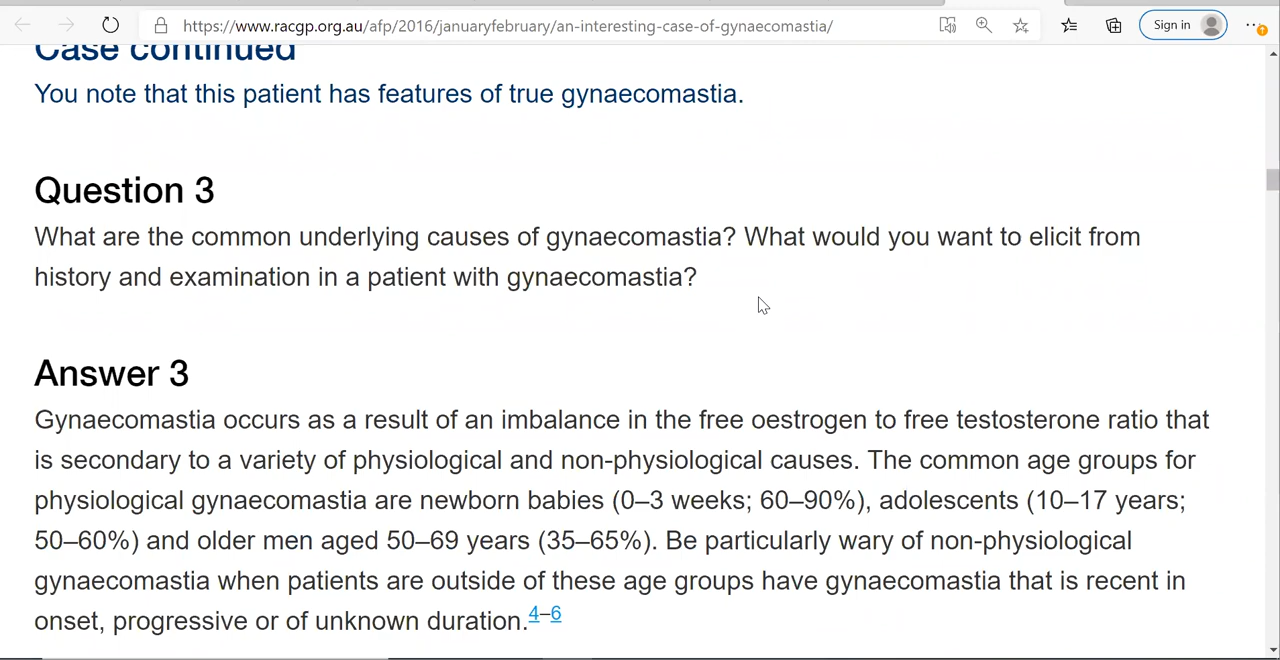 https://www.racgp.org.au/afp/2016/januaryfebruary/an-interesting-case-of-gynaecomastia/
Sign in
Case continued
You note that this patient has features of true gynaecomastia.
Question 3
What are the common underlying causes of gynaecomastia? What would you want to elicit from
history and examination in a patient with gynaecomastia?
Answer 3
Gynaecomastia occurs as a result of an imbalance in the free oestrogen to free testosterone ratio that
is secondary to a variety of physiological and non-physiological causes. The common age groups for
physiological gynaecomastia are newborn babies (0–3 weeks; 60–90%), adolescents (10–17 years;
50–60%) and older men aged 50–69 years (35–65%). Be particularly wary of non-physiological
gynaecomastia when patients are outside of these age groups have gynaecomastia that is recent in
onset, progressive or of unknown duration.4–6